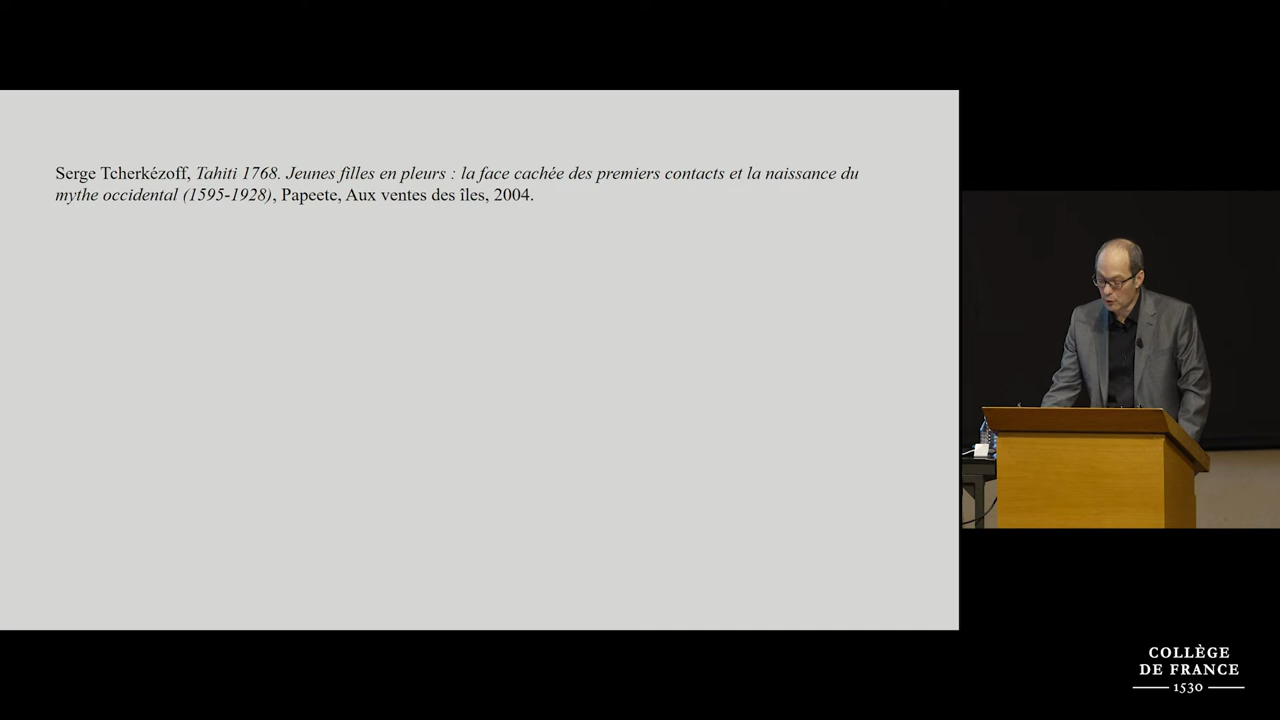 Serge Tcherkézoff, Tahiti 1768. Jeunes filles en pleurs : la face cachée des premiers contacts et la naissance du
mythe occidental (1595-1928), Papeete, Aux ventes des îles, 2004.
COLLÈGE
DE FRANCE
1530